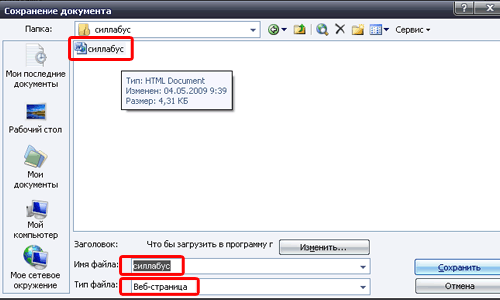 Сохранение документа
Папка: силлабус Сервис
силлабус
Тип: HTML Document
Изменен: 04.05.2009 9:39
Размер: 4,31 КБ
Мои последние документы
Рабочий стол
Мои документы
Мой компьютер
Мое сетевое окружение
Заголовок: Что бы загрузить в программу г Изменить...
Имя файла: силлабус Сохранить
Тип файла: Веб-страница Отмена